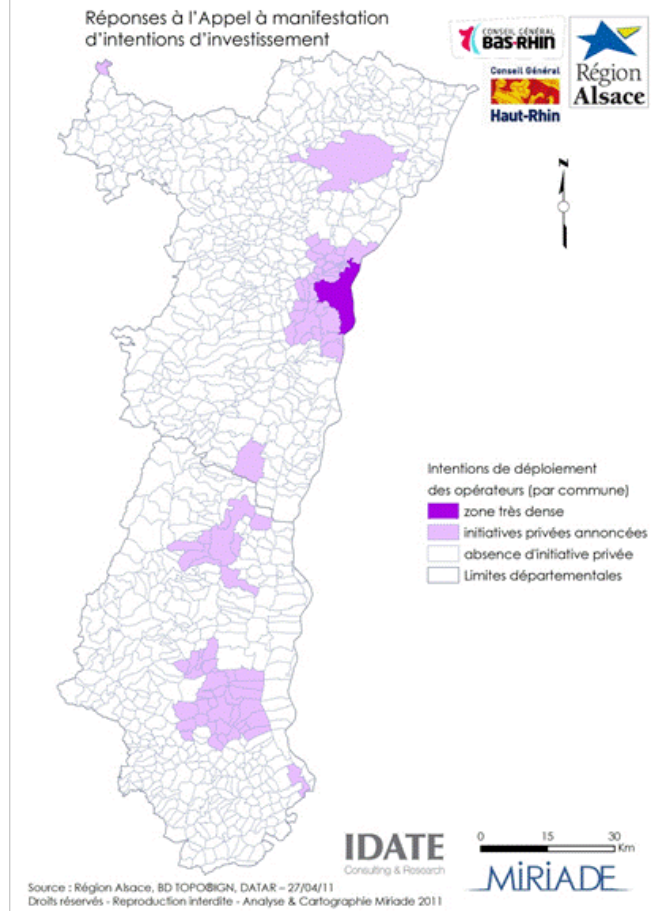 Réponses à l'Appel à manifestation
d'intentions d'investissement
CONSEIL GÉNÉRAL
BAS-RHIN
Conseil Général
Haut-Rhin
Région
Alsace
N
Intentions de déploiement
des opérateurs (par commune)
zone très dense
initiatives privées annoncées
absence d'initiative privée
Limites départementales
IDATE
Consulting & Research
0 15 30
Km
MIRIADE
Source : Région Alsace, BD TOPO®IGN, DATAR – 27/04/11
Droits réservés - Reproduction interdite - Analyse & Cartographie Miriade 2011